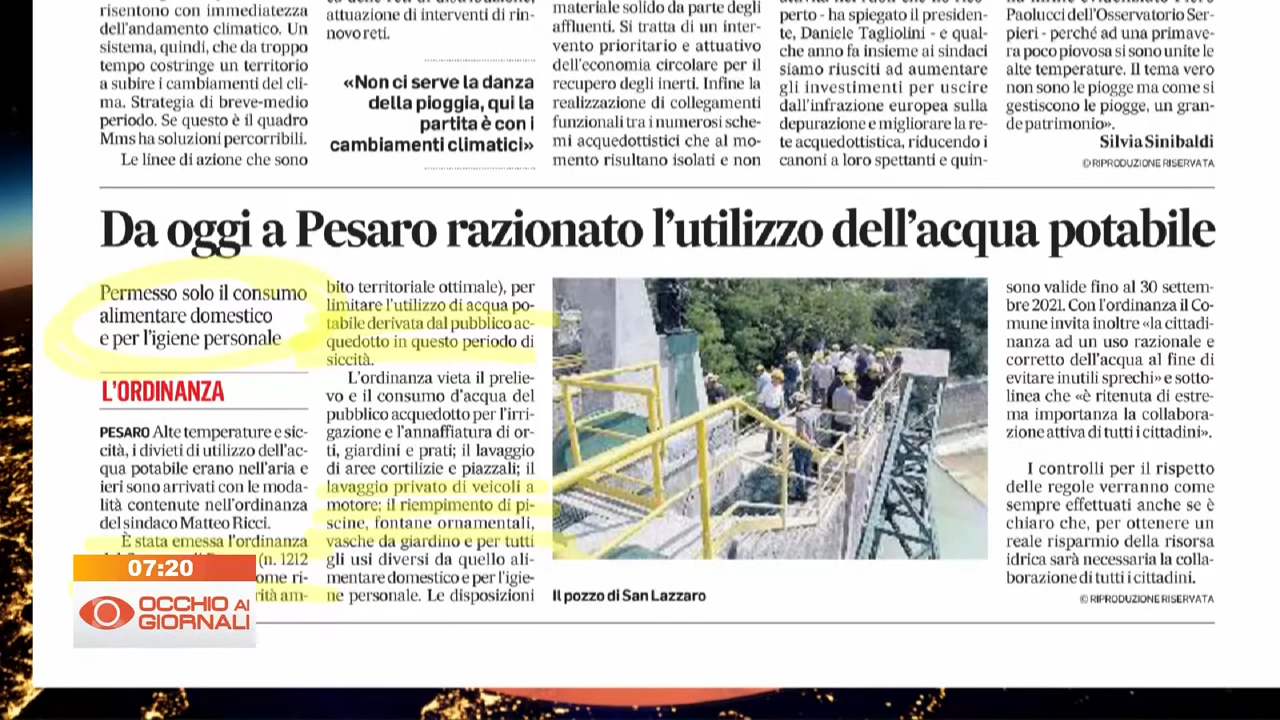 risentono con immediatezza
dell'andamento climatico. Un
sistema, quindi, che da troppo
tempo costringe un territorio
a subire i cambiamenti del cli-
ma. Strategia di breve-medio
periodo. Se questo è il quadro
Mms ha soluzioni percorribili.
Le linee di azione che sono
attuazione di interventi di rin-
novo reti.
«Non ci serve la danza
della pioggia, qui la
partita è con i
cambiamenti climatici»
materiale solido da parte degli
affluenti. Si tratta di un inter-
vento prioritario e attuativo
dell'economia circolare per il
recupero degli inerti. Infine la
realizzazione di collegamenti
funzionali tra i numerosi sche-
mi acquedottistici che al mo-
mento risultano isolati e non
perto - ha spiegato il presiden-
te, Daniele Tagliolini - e qual-
che anno fa insieme ai sindaci
siamo riusciti ad aumentare
gli investimenti per uscire
dall'infrazione europea sulla
depurazione e migliorare la re-
te acquedottistica, riducendo i
canoni a loro spettanti e quin-
Paolucci dell'Osservatorio Ser-
pieri - perché ad una primave-
ra poco piovosa si sono unite le
alte temperature. Il tema vero
non sono le piogge ma come si
gestiscono le piogge, un gran-
de patrimonio».
Silvia Sinibaldi
© RIPRODUZIONE RISERVATA
Da oggi a Pesaro razionato l'utilizzo dell'acqua potabile
Permesso solo il consumo
alimentare domestico
e per l'igiene personale
L'ORDINANZA
PESARO Alte temperature e sic-
cità, i divieti di utilizzo dell'ac-
qua potabile erano nell'aria e
ieri sono arrivati con le moda-
lità contenute nell'ordinanza
del sindaco Matteo Ricci.
È stata emessa l'ordinanza
(n. 1212
ome ri-
rità am-
bito territoriale ottimale), per
limitare l'utilizzo di acqua po-
tabile derivata dal pubblico ac-
quedotto in questo periodo di
siccità.
L'ordinanza vieta il prelie-
vo e il consumo d'acqua del
pubblico acquedotto per l'irri-
gazione e l'annaffiatura di or-
ti, giardini e prati; il lavaggio
di aree cortilizie e piazzali; il
lavaggio privato di veicoli a
motore; il riempimento di pi-
scine, fontane ornamentali,
vasche da giardino e per tutti
gli usi diversi da quello ali-
mentare domestico e per l'igie-
ne personale. Le disposizioni
Il pozzo di San Lazzaro
sono valide fino al 30 settem-
bre 2021. Con l'ordinanza il Co-
mune invita inoltre «la cittadi-
nanza ad un uso razionale e
corretto dell'acqua al fine di
evitare inutili sprechi» e sotto-
linea che «è ritenuta di estre-
ma importanza la collabora-
zione attiva di tutti i cittadini».
I controlli per il rispetto
delle regole verranno come
sempre effettuati anche se è
chiaro che, per ottenere un
reale risparmio della risorsa
idrica sarà necessaria la colla-
borazione di tutti i cittadini.
© RIPRODUZIONE RISERVATA
07:20
OCCHIO AI
GIORNALI